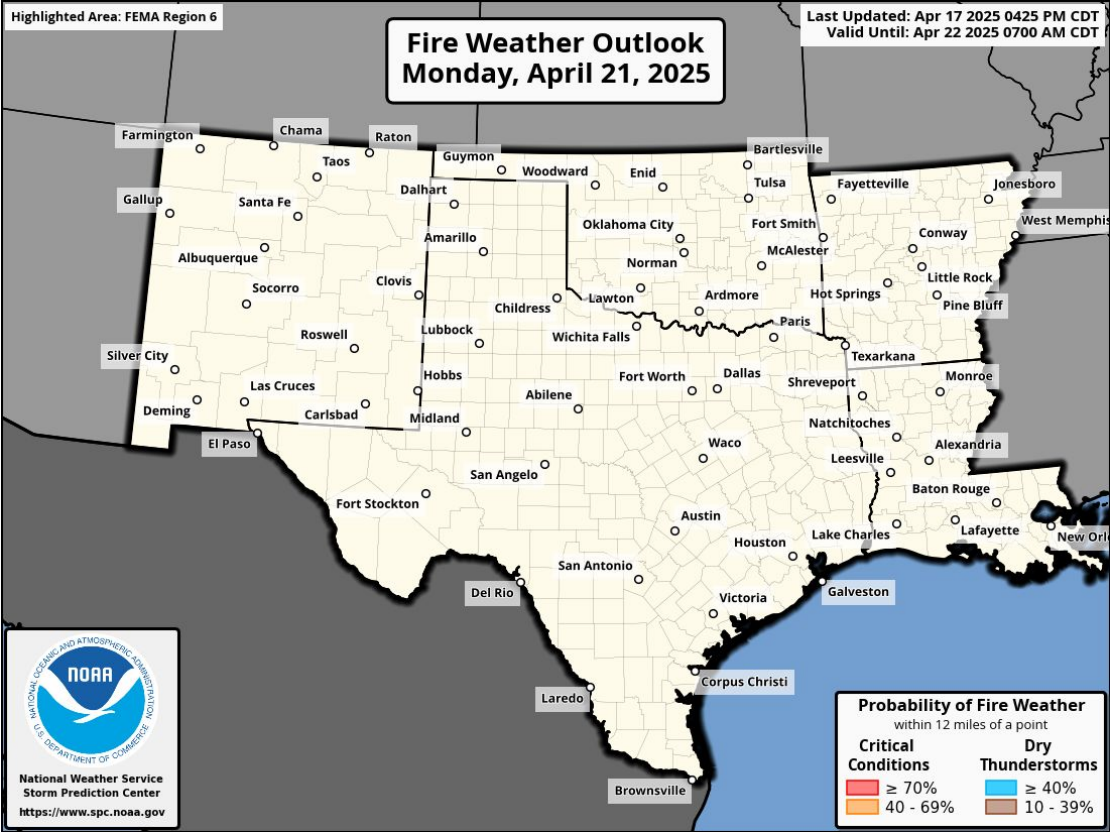 Highlighted Area: FEMA Region 6
Last Updated: Apr 17 2025 0425 PM CDT
Valid Until: Apr 22 2025 0700 AM CDT
Fire Weather Outlook
Monday, April 21, 2025
Farmington
Chama
Raton
Taos
Guymon
Woodward
Enid
Bartlesville
Tulsa
Fayetteville
Jonesboro
Gallup
Santa Fe
Dalhart
Oklahoma City
Fort Smith
West Memphis
Albuquerque
Amarillo
Norman
McAlester
Conway
Socorro
Clovis
Childress
Lawton
Ardmore
Hot Springs
Little Rock
Pine Bluff
Roswell
Lubbock
Wichita Falls
Paris
Silver City
Texarkana
Las Cruces
Hobbs
Abilene
Fort Worth
Dallas
Shreveport
Monroe
Deming
Carlsbad
Midland
Natchitoches
El Paso
Waco
Leesville
Alexandria
San Angelo
Fort Stockton
Baton Rouge
Austin
Houston
Lake Charles
Lafayette
New Orl
San Antonio
Del Rio
Victoria
Galveston
Laredo
Corpus Christi
Brownsville
NATIONAL OCEANIC AND ATMOSPHERIC ADMINISTRATION
NOAA
U.S. DEPARTMENT OF COMMERCE
National Weather Service
Storm Prediction Center
https://www.spc.noaa.gov
Probability of Fire Weather
within 12 miles of a point
Critical Conditions
≥ 70%
40 - 69%
Dry Thunderstorms
≥ 40%
10 - 39%